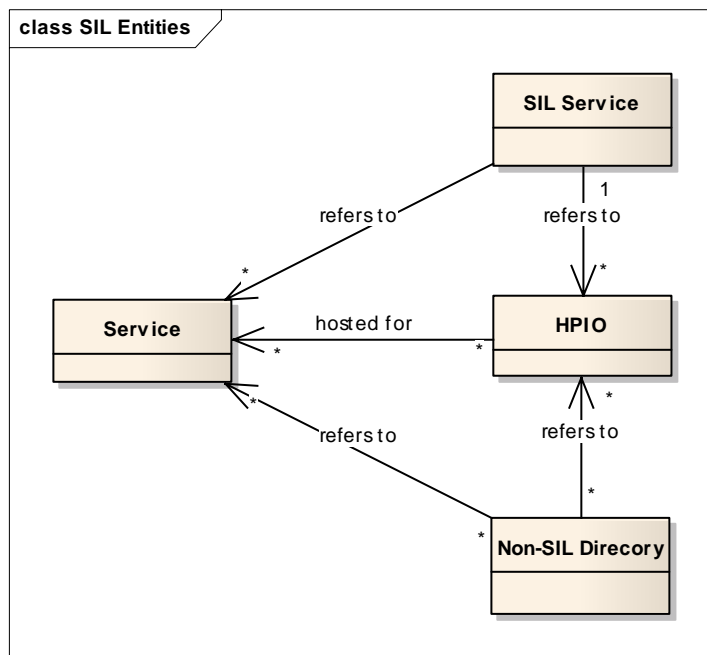 class SIL Entities
SIL Service
1
refers to
refers to
*
*
Service
hosted for
HPIO
*
*
*
*
refers to
refers to
*
*
Non-SIL Direcory